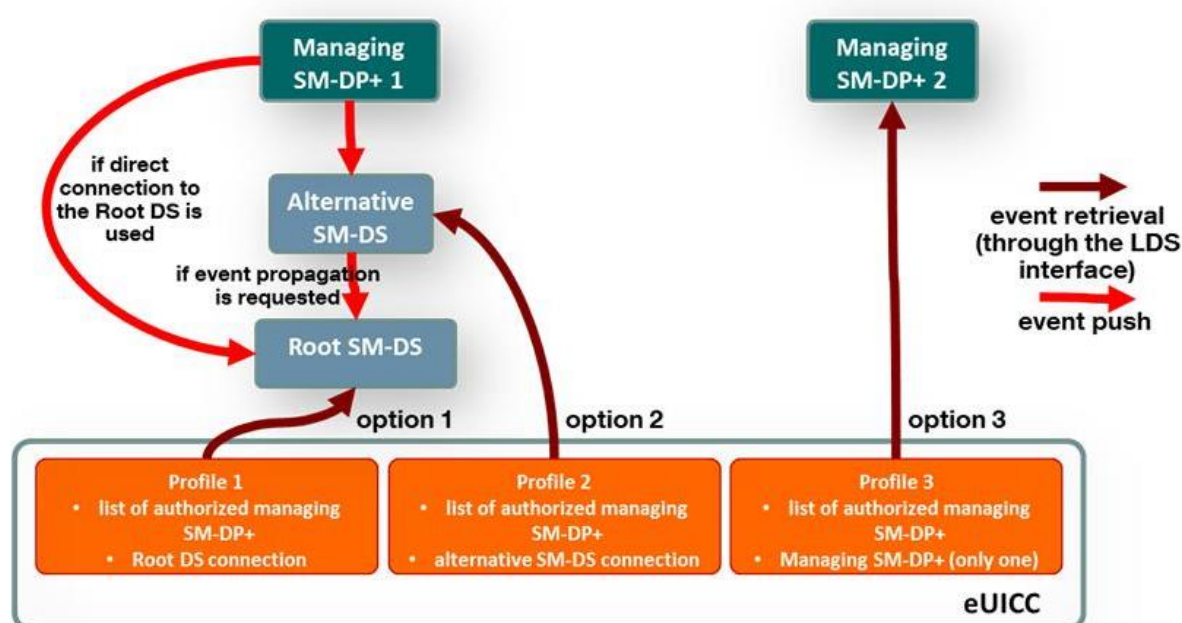 Managing
SM-DP+ 1
Managing
SM-DP+ 2
if direct
connection to
the Root DS is
used
Alternative
SM-DS
event retrieval
(through the LDS
interface)
event push
if event propagation
is requested
Root SM-DS
option 1
option 2
option 3
Profile 1
• list of authorized managing
SM-DP+
• Root DS connection
Profile 2
• list of authorized managing
SM-DP+
• alternative SM-DS connection
Profile 3
• list of authorized managing
SM-DP+
• Managing SM-DP+ (only one)
eUICC